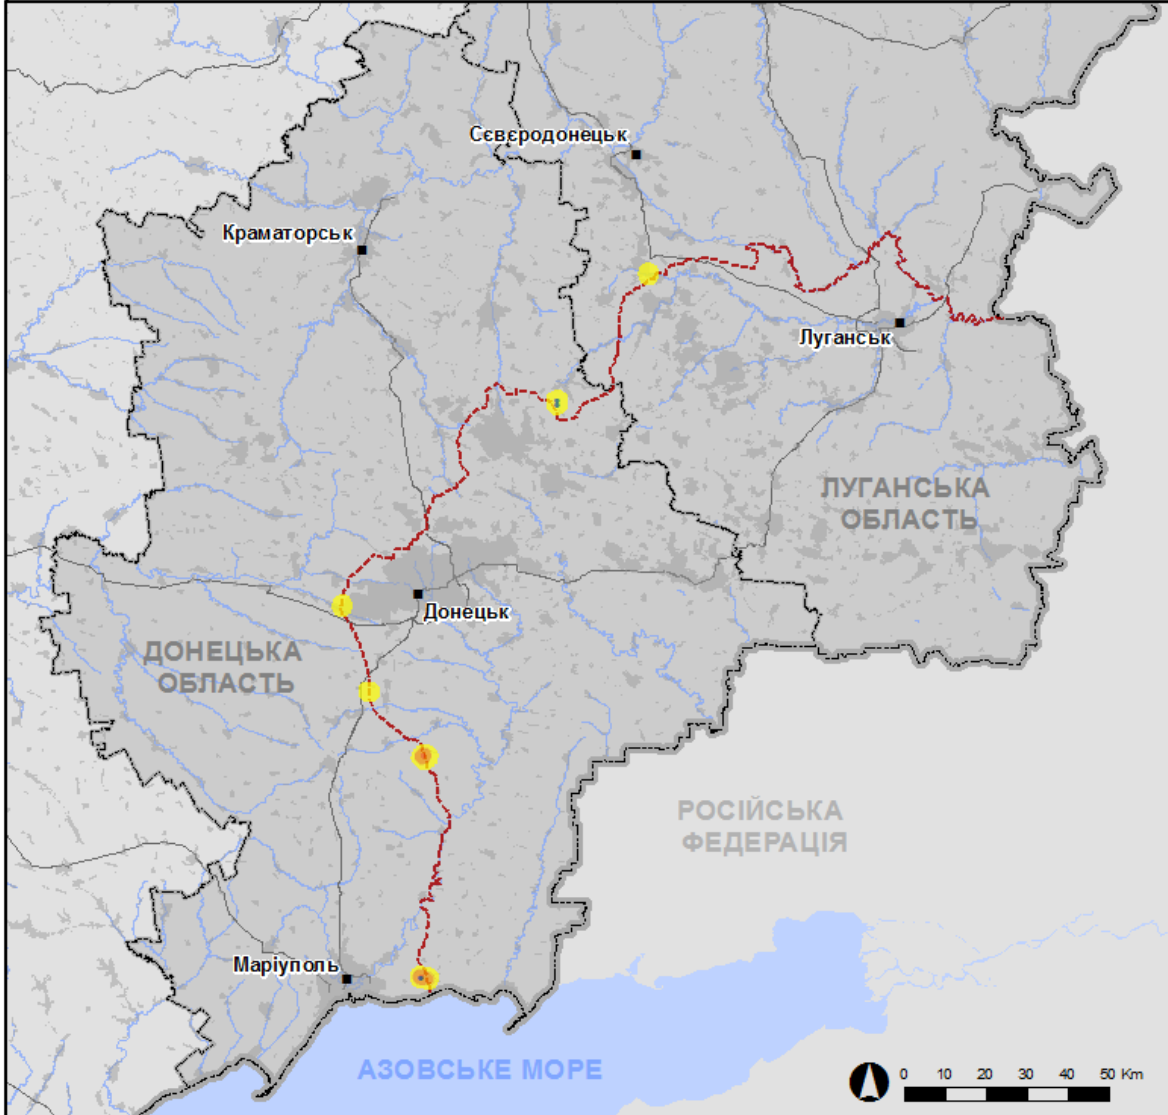 Сєвєродонецьк
Краматорськ
Луганськ
ЛУГАНСЬКА
ОБЛАСТЬ
Донецьк
ДОНЕЦЬКА
ОБЛАСТЬ
РОСІЙСЬКА
ФЕДЕРАЦІЯ
Маріуполь
АЗОВСЬКЕ МОРЕ
0 10 20 30 40 50 Km